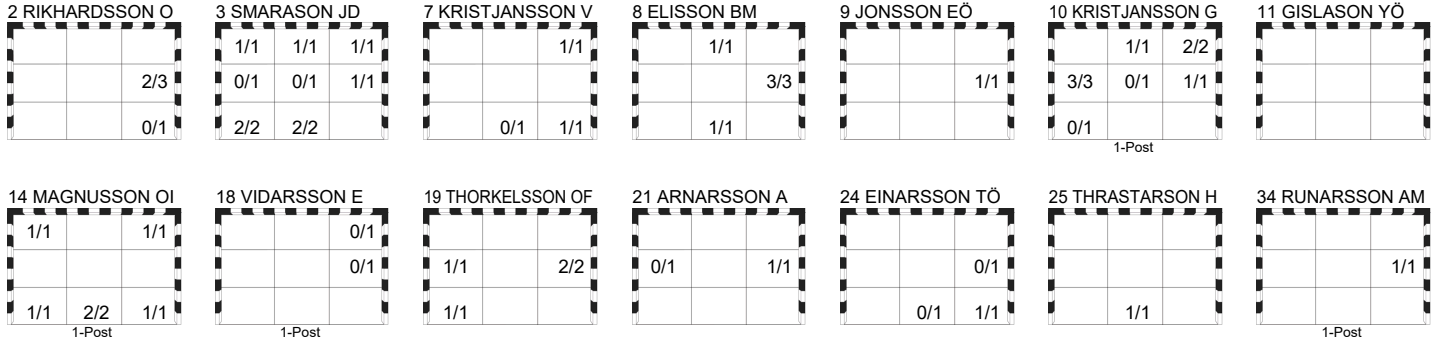 2 RIKHARDSSON O 3 SMARASON JD 7 KRISTJANSSON V 8 ELISSON BM 9 JONSSON EÖ 10 KRISTJANSSON G 11 GISLASON YÖ
1/1 1/1 1/1 1/1 1/1 1/1 2/2
2/3 0/1 0/1 1/1 3/3 1/1 3/3 0/1 1/1
0/1 2/2 2/2 0/1 1/1 1/1 0/1
1-Post
14 MAGNUSSON OI 18 VIDARSSON E 19 THORKELSSON OF 21 ARNARSSON A 24 EINARSSON TÖ 25 THRASTARSON H 34 RUNARSSON AM
1/1 1/1 0/1
0/1 1/1 2/2 0/1 1/1 0/1 1/1
1/1 2/2 1/1 1/1 0/1 1/1 1/1
1-Post 1-Post 1-Post